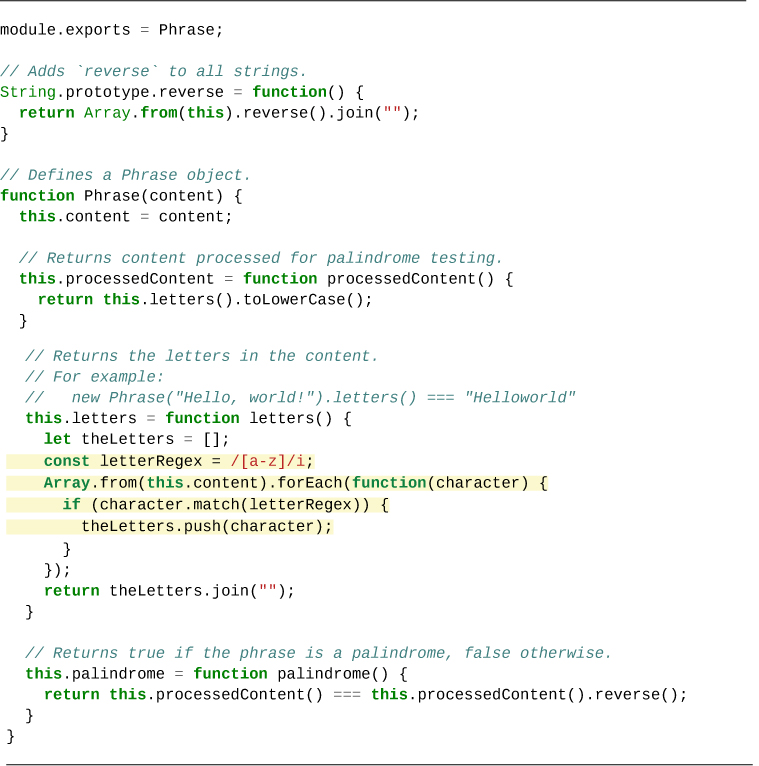 module.exports = Phrase;

// Adds `reverse` to all strings.
String.prototype.reverse = function() {
  return Array.from(this).reverse().join("");
}

// Defines a Phrase object.
function Phrase(content) {
  this.content = content;

  // Returns content processed for palindrome testing.
  this.processedContent = function processedContent() {
    return this.letters().toLowerCase();
  }

  // Returns the letters in the content.
  // For example:
  //   new Phrase("Hello, world!").letters() === "Helloworld"
  this.letters = function letters() {
    let theLetters = [];
    const letterRegex = /[a-z]/i;
    Array.from(this.content).forEach(function(character) {
      if (character.match(letterRegex)) {
        theLetters.push(character);
      }
    });
    return theLetters.join("");
  }

  // Returns true if the phrase is a palindrome, false otherwise.
  this.palindrome = function palindrome() {
    return this.processedContent() === this.processedContent().reverse();
  }
}